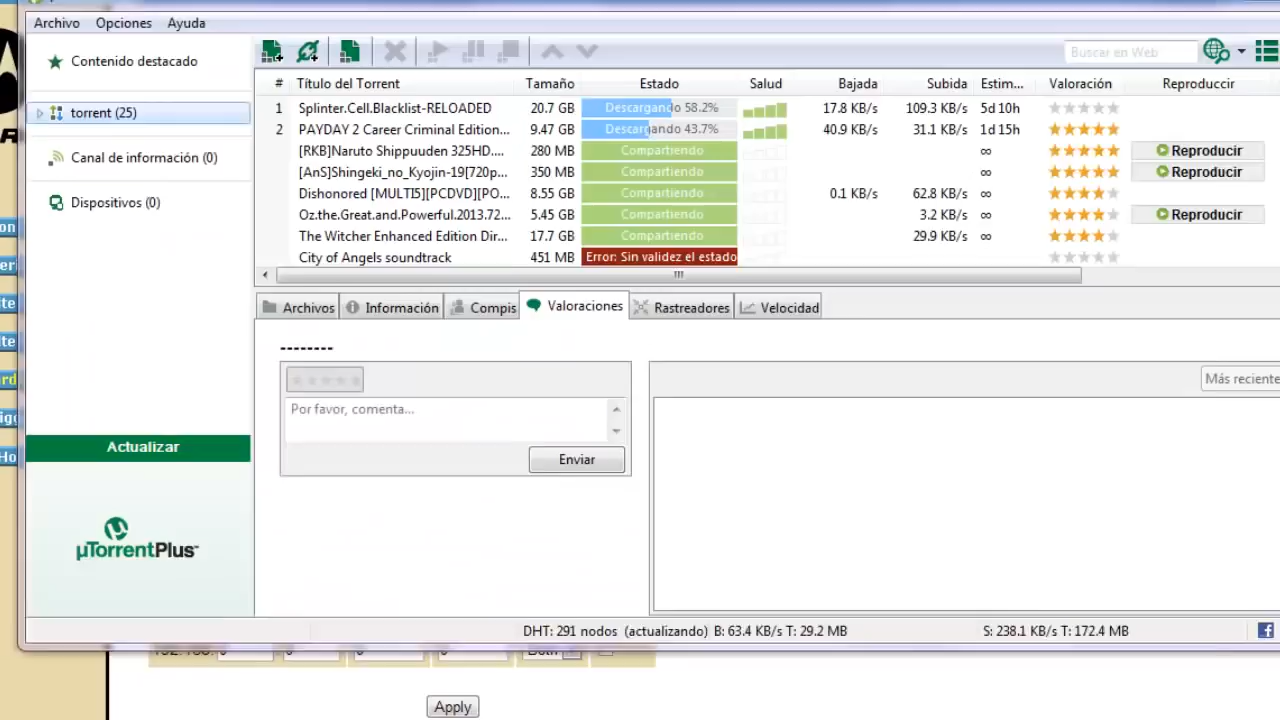 Archivo Opciones Ayuda
Contenido destacado
torrent (25)
Canal de información (0)
Dispositivos (0)
Actualizar
µTorrentPlus
Buscar en Web
# Título del Torrent Tamaño Estado Salud Bajada Subida Estim... Valoración Reproducir
1 Splinter.Cell.Blacklist-RELOADED 20.7 GB Descargando 58.2% 17.8 KB/s 109.3 KB/s 5d 10h
2 PAYDAY 2 Career Criminal Edition... 9.47 GB Descargando 43.7% 40.9 KB/s 31.1 KB/s 1d 15h
[RKB]Naruto Shippuuden 325HD.... 280 MB Compartiendo ∞ Reproducir
[AnS]Shingeki_no_Kyojin-19[720p... 350 MB Compartiendo ∞ Reproducir
Dishonored [MULTI5][PCDVD][PO... 8.55 GB Compartiendo 0.1 KB/s 62.8 KB/s ∞
Oz.the.Great.and.Powerful.2013.72... 5.45 GB Compartiendo 3.2 KB/s ∞ Reproducir
The Witcher Enhanced Edition Dir... 17.7 GB Compartiendo 29.9 KB/s ∞
City of Angels soundtrack 451 MB Error: Sin validez el estado
Archivos Información Compis Valoraciones Rastreadores Velocidad
--------
Más reciente
Por favor, comenta...
Enviar
DHT: 291 nodos (actualizando) B: 63.4 KB/s T: 29.2 MB S: 238.1 KB/s T: 172.4 MB
Apply